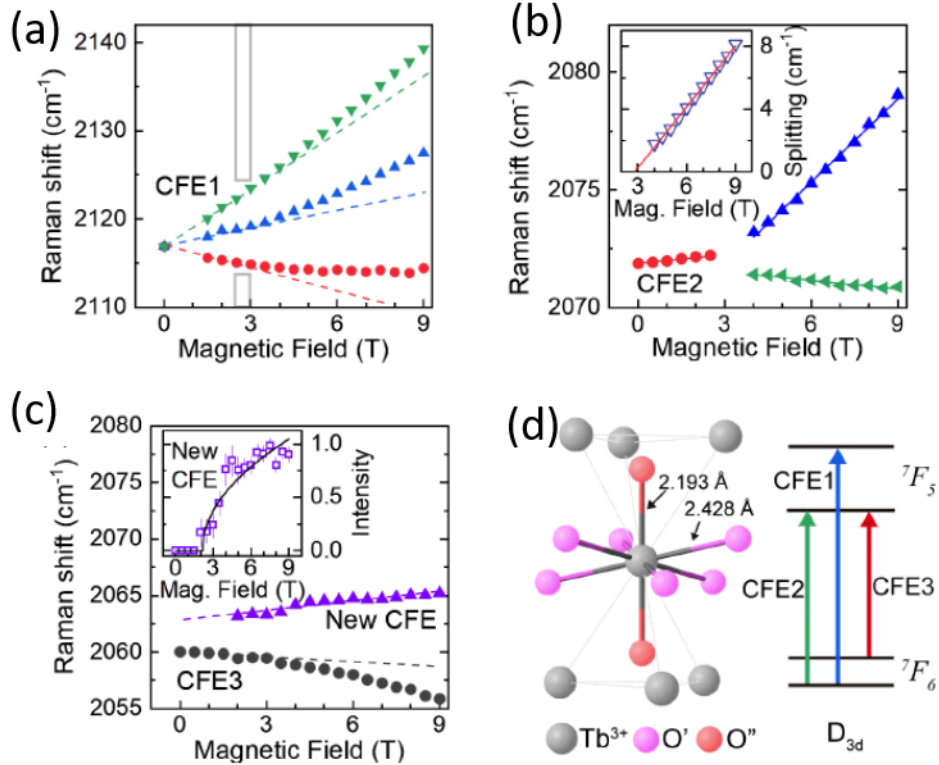 (a)
2140
2130
2120
2110
Raman shift (cm⁻¹)
CFE1
0 3 6 9
Magnetic Field (T)
(b)
2080
2075
2070
Raman shift (cm⁻¹)
8
4
0
Splitting (cm⁻¹)
3 6 9
Mag. Field (T)
CFE2
0 3 6 9
Magnetic Field (T)
(c)
2080
2075
2070
2065
2060
2055
Raman shift (cm⁻¹)
New
CFE
1.0
0.5
0.0
Intensity
0 3 6 9
Mag. Field (T)
New CFE
CFE3
0 3 6 9
Magnetic Field (T)
(d)
2.193 Å
2.428 Å
Tb³⁺ O' O"
CFE1
⁷F₅
CFE2
CFE3
⁷F₆
D₃d